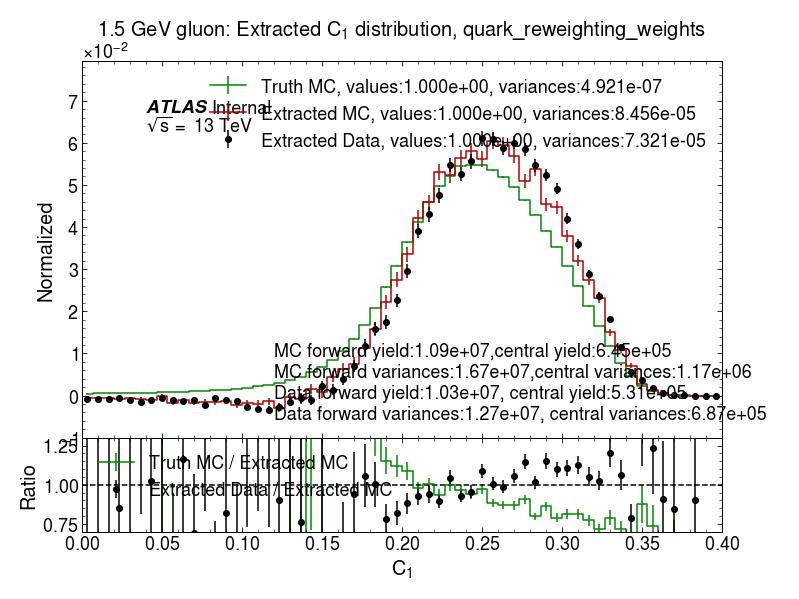 1.5 GeV gluon: Extracted C₁ distribution, quark_reweighting_weights
×10⁻²
Truth MC, values:1.000e+00, variances:4.921e-07
ATLAS Internal
Extracted MC, values:1.000e+00, variances:8.456e-05
√s = 13 TeV
Extracted Data, values:1.000e+00, variances:7.321e-05
7
6
5
4
3
2
1
0
Normalized
MC forward yield:1.09e+07,central yield:6.45e+05
MC forward variances:1.67e+07,central variances:1.17e+06
Data forward yield:1.03e+07, central yield:5.31e+05
Data forward variances:1.27e+07, central variances:6.87e+05
1.25
1.00
0.75
Ratio
Truth MC / Extracted MC
Extracted Data / Extracted MC
0.00 0.05 0.10 0.15 0.20 0.25 0.30 0.35 0.40
C₁